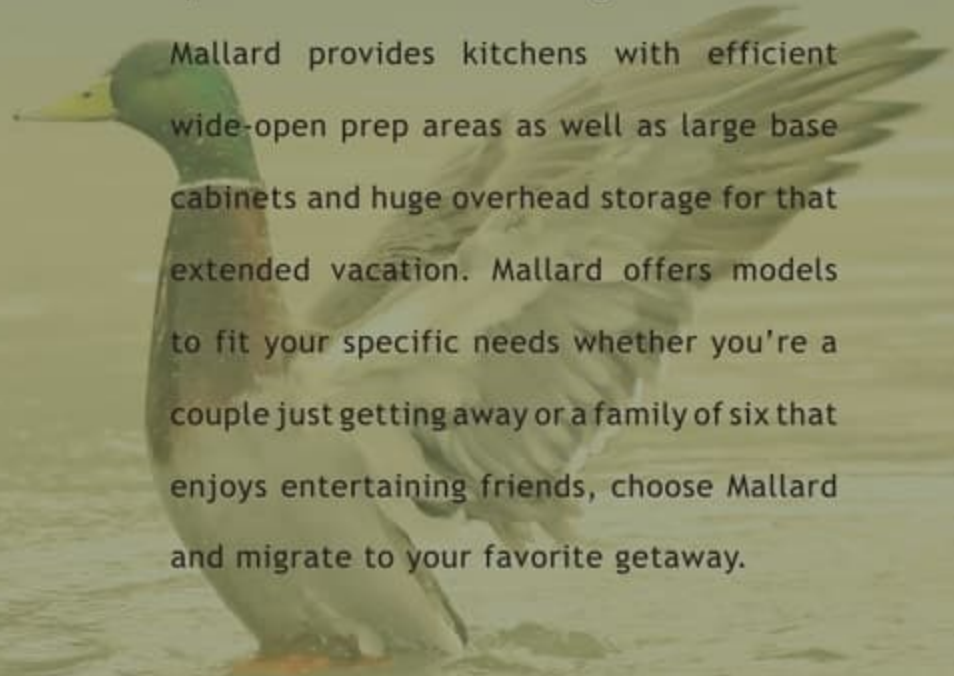 Mallard provides kitchens with efficient
wide-open prep areas as well as large base
cabinets and huge overhead storage for that
extended vacation. Mallard offers models
to fit your specific needs whether you're a
couple just getting away or a family of six that
enjoys entertaining friends, choose Mallard
and migrate to your favorite getaway.